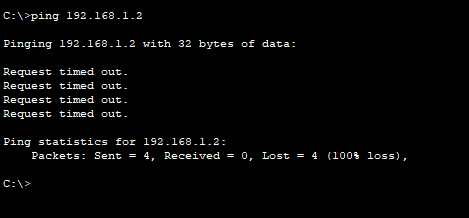 C:\>ping 192.168.1.2
Pinging 192.168.1.2 with 32 bytes of data:
Request timed out.
Request timed out.
Request timed out.
Request timed out.
Ping statistics for 192.168.1.2:
    Packets: Sent = 4, Received = 0, Lost = 4 (100% loss),
C:\>